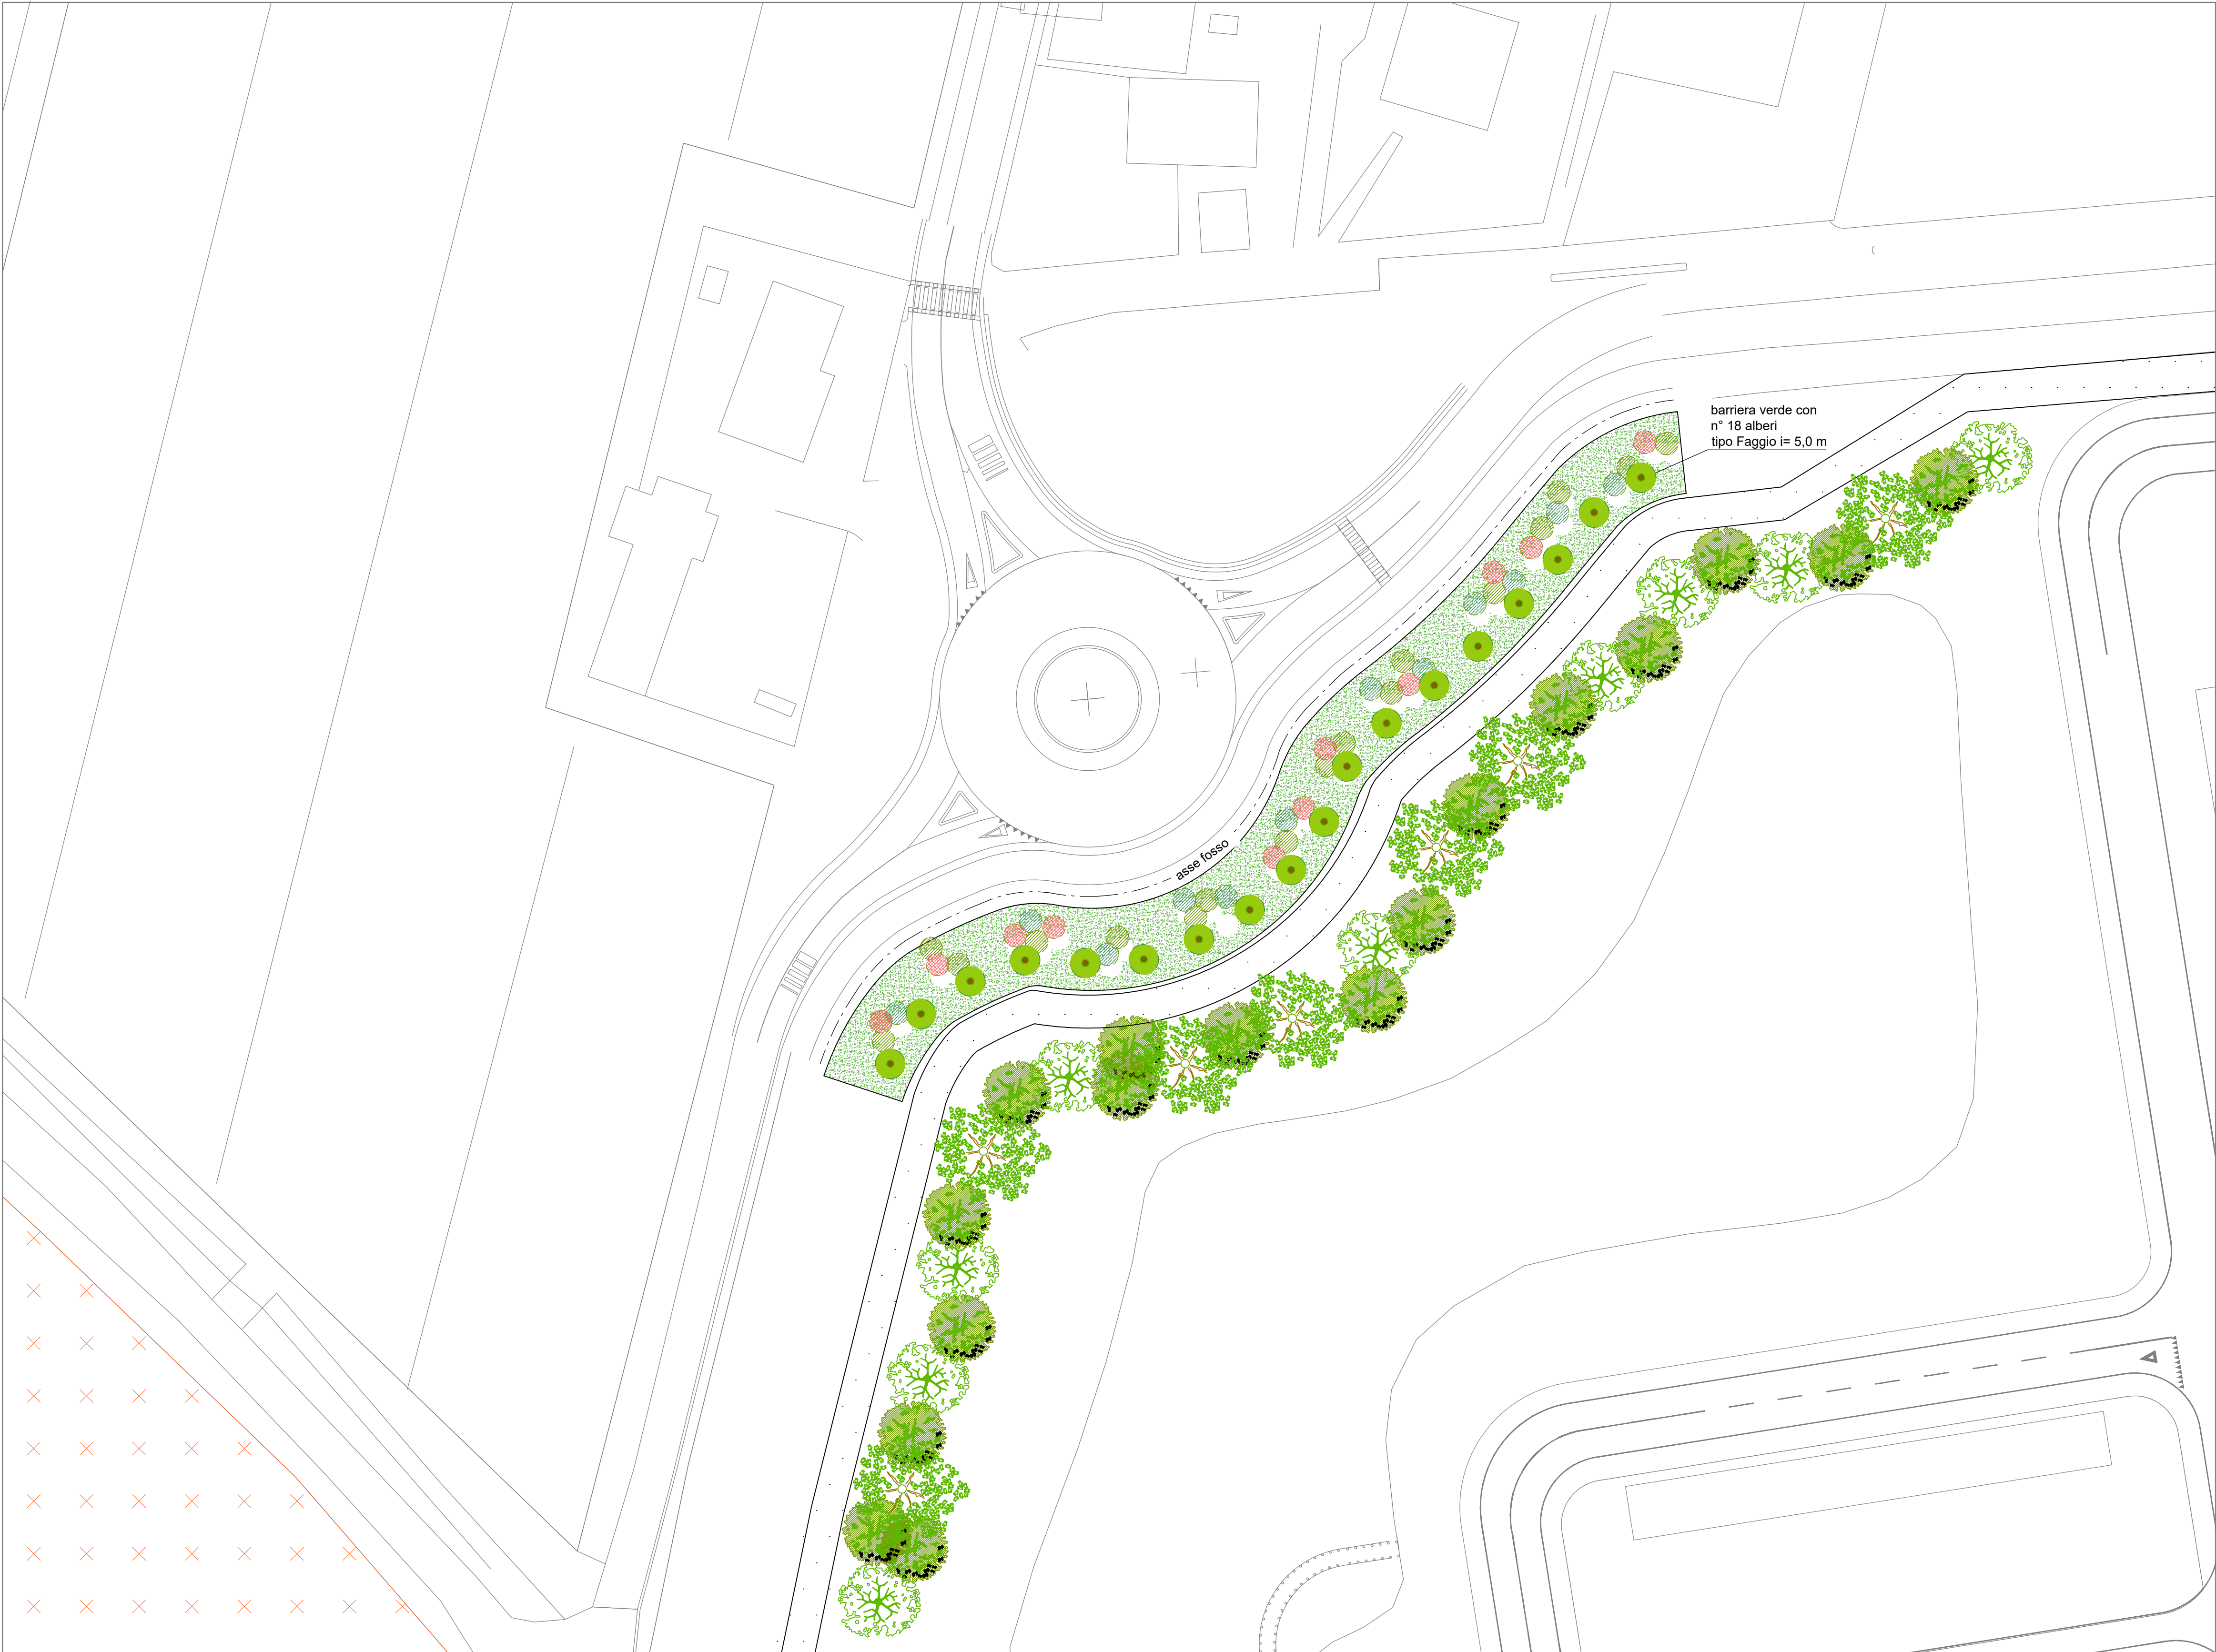 barriera verde con
n° 18 alberi
tipo Faggio i= 5,0 m
asse fosso